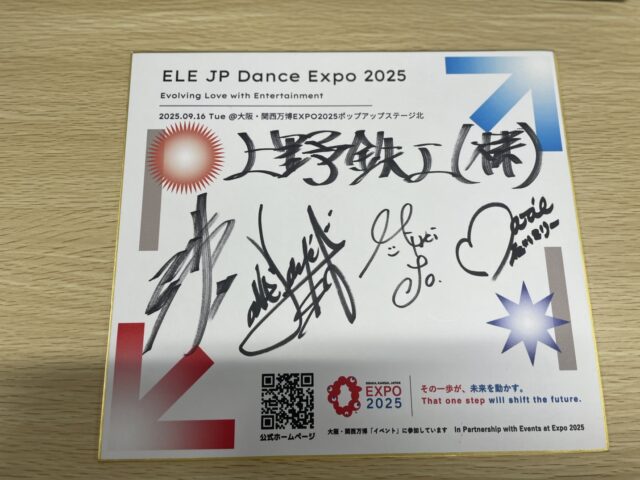 ELE JP Dance Expo 2025
Evolving Love with Entertainment
2025.09.16 Tue @大阪・関西万博EXPO2025ポップアップステージ北
上野鉄工(株)
OSAKA, KANSAI, JAPAN
EXPO
2025
その一歩が、未来を動かす。
That one step will shift the future.
公式ホームページ
大阪・関西万博「イベント」に参加しています In Partnership with Events at Expo 2025